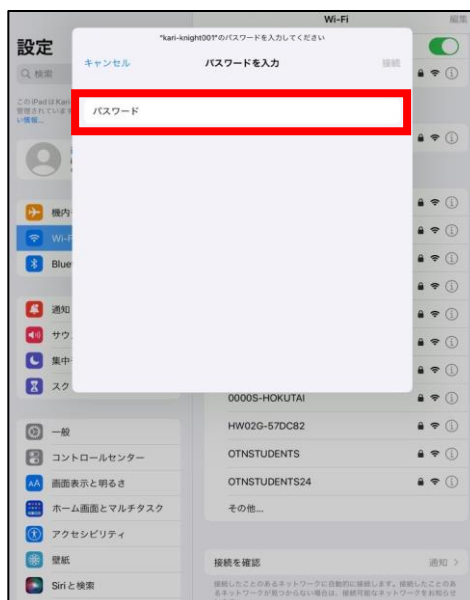 Wi-Fi
編集
設定
検索
このiPadはKari
管理されていま
い情報...
"kari-knight001"のパスワードを入力してください
キャンセル
パスワードを入力
接続
パスワード
機内
Wi-F
Blue
通知
サウ
集中
スク
一般
コントロールセンター
画面表示と明るさ
ホーム画面とマルチタスク
アクセシビリティ
壁紙
Siriと検索
0000S-HOKUTAI
HW02G-57DC82
OTNSTUDENTS
OTNSTUDENTS24
その他...
接続を確認
通知
接続したことのあるネットワークに自動的に接続します。接続したことのあ
るネットワークが見つからない場合は、接続可能なネットワークをお知らせ